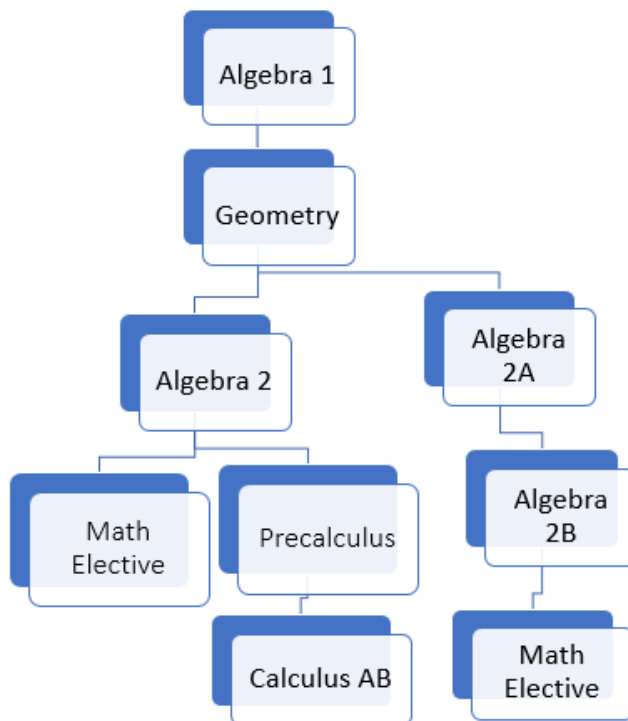 Algebra 1
Geometry
Algebra 2
Algebra
2A
Math
Elective
Precalculus
Algebra
2B
Calculus AB
Math
Elective